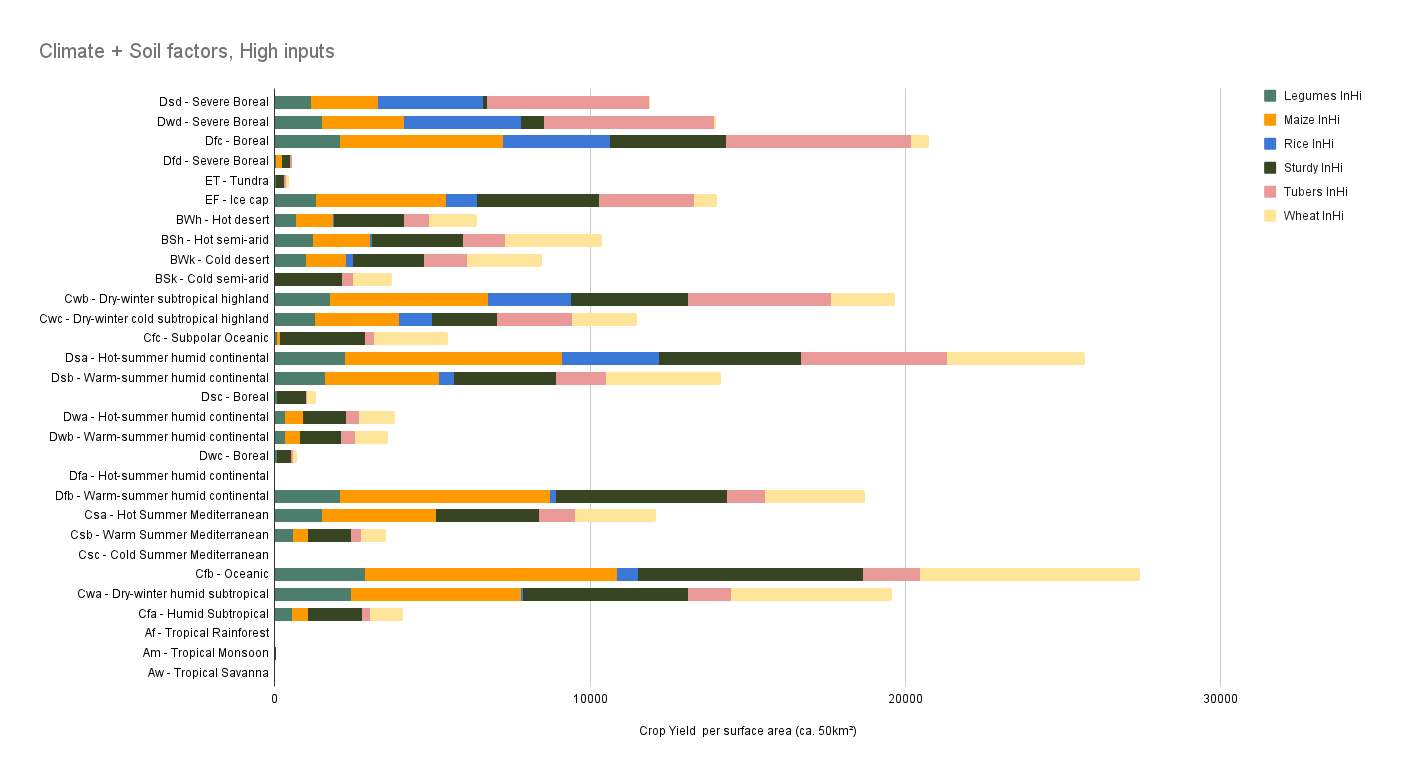 Climate + Soil factors, High inputs
Dsd - Severe Boreal
Dwd - Severe Boreal
Dfc - Boreal
Dfd - Severe Boreal
ET - Tundra
EF - Ice cap
BWh - Hot desert
BSh - Hot semi-arid
BWk - Cold desert
BSk - Cold semi-arid
Cwb - Dry-winter subtropical highland
Cwc - Dry-winter cold subtropical highland
Cfc - Subpolar Oceanic
Dsa - Hot-summer humid continental
Dsb - Warm-summer humid continental
Dsc - Boreal
Dwa - Hot-summer humid continental
Dwb - Warm-summer humid continental
Dwc - Boreal
Dfa - Hot-summer humid continental
Dfb - Warm-summer humid continental
Csa - Hot Summer Mediterranean
Csb - Warm Summer Mediterranean
Csc - Cold Summer Mediterranean
Cfb - Oceanic
Cwa - Dry-winter humid subtropical
Cfa - Humid Subtropical
Af - Tropical Rainforest
Am - Tropical Monsoon
Aw - Tropical Savanna
0 10000 20000 30000
Crop Yield per surface area (ca. 50km²)
Legumes InHi
Maize InHi
Rice InHi
Sturdy InHi
Tubers InHi
Wheat InHi